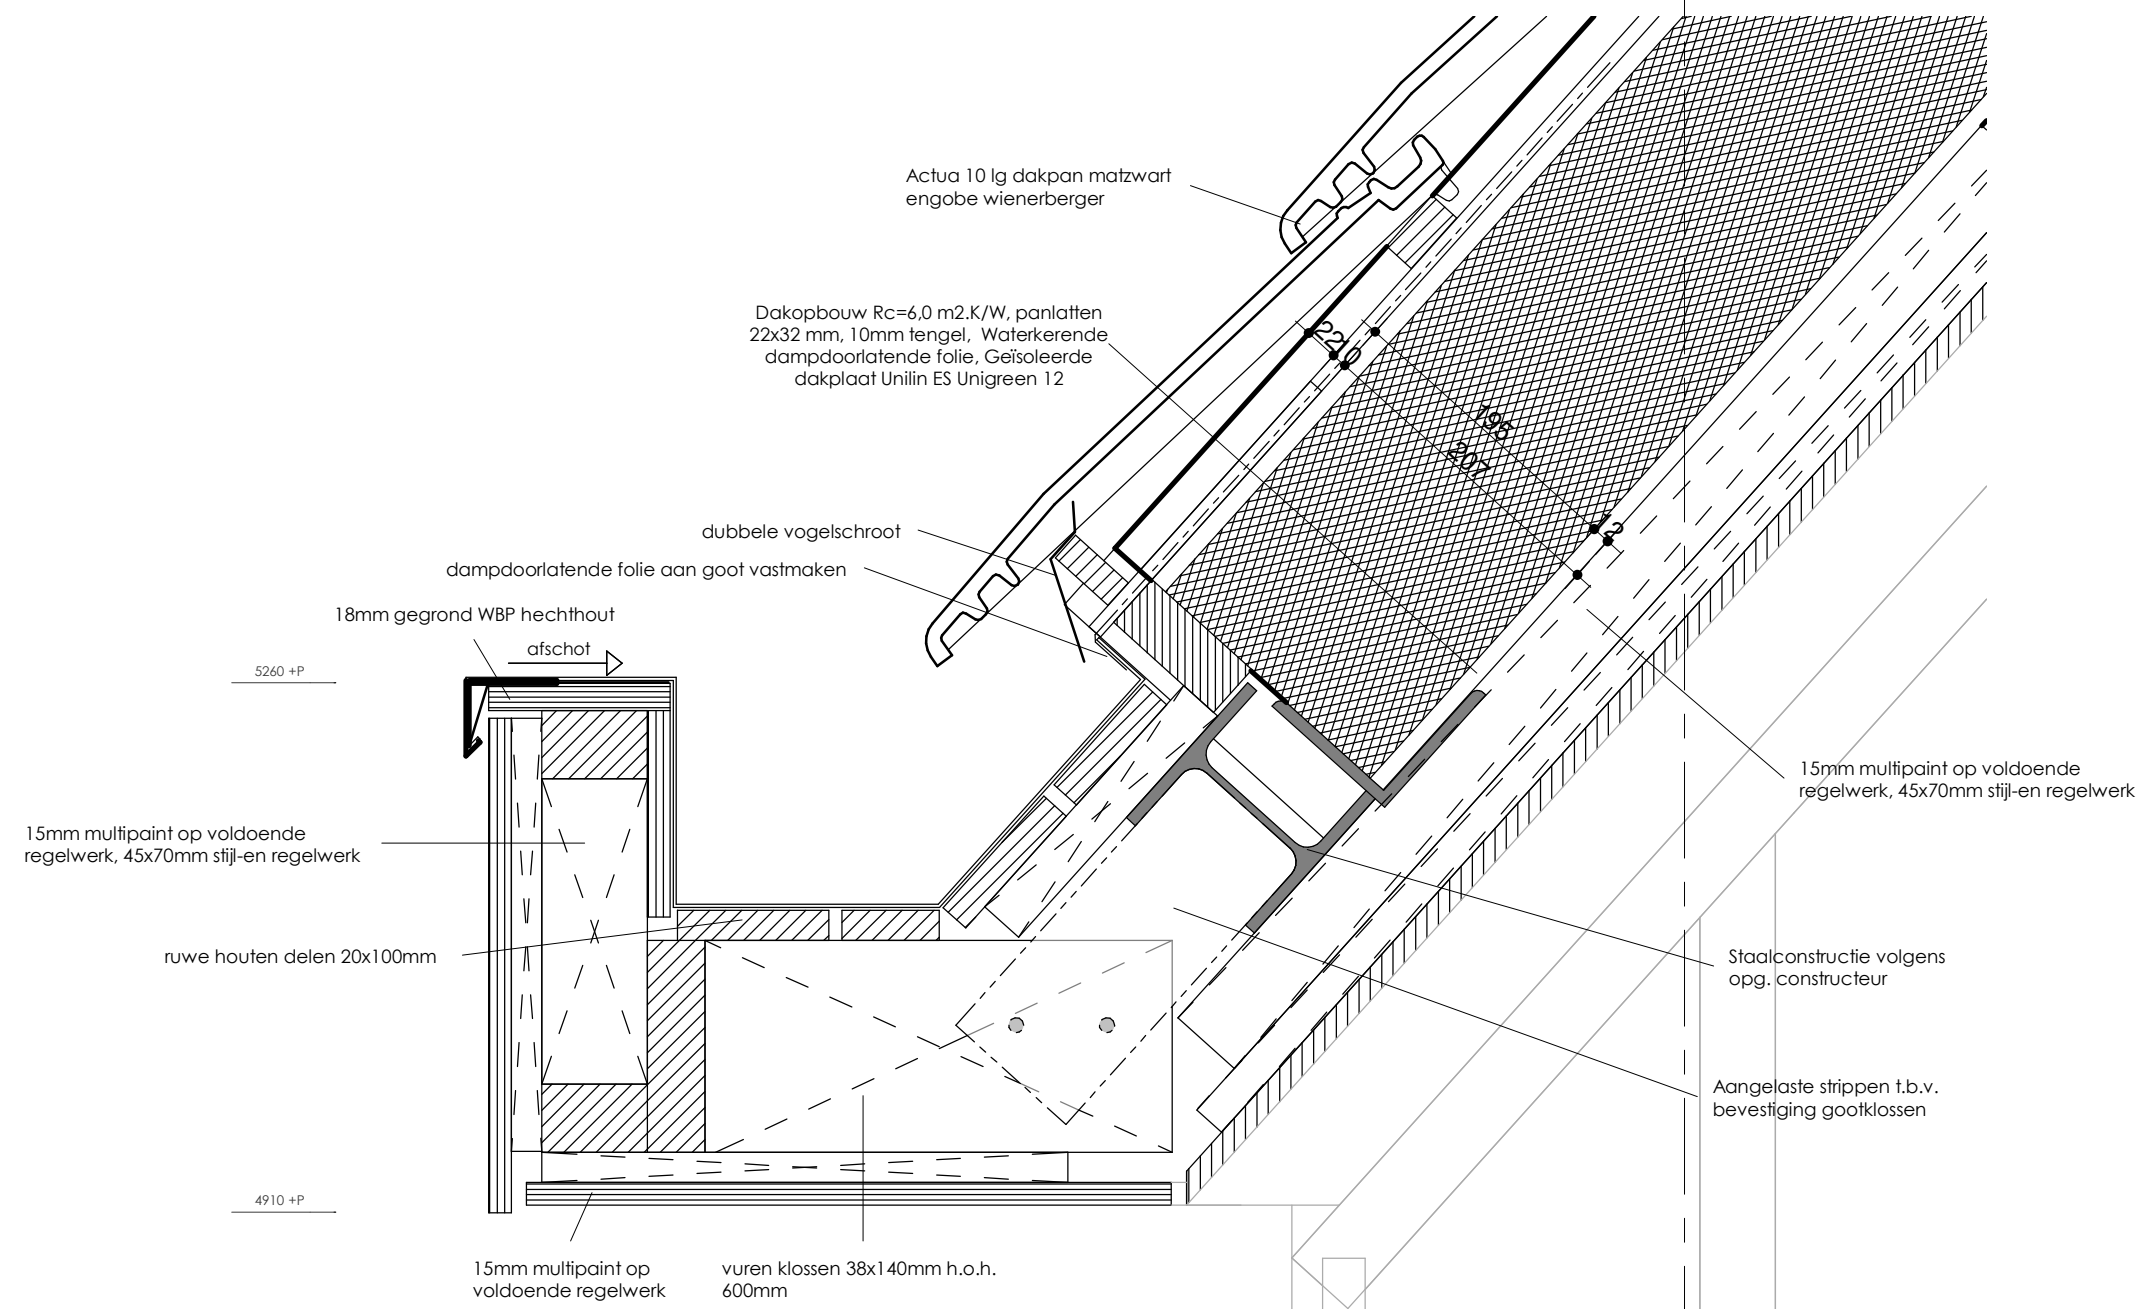 Actua 10 lg dakpan matzwart
engobe wienerberger
Dakopbouw Rc=6,0 m2.K/W, panlatten
22x32 mm, 10mm tengel, Waterkerende
dampdoorlatende folie, Geïsoleerde
dakplaat Unilin ES Unigreen 12
22
10
195
207
12
dubbele vogelschroot
dampdoorlatende folie aan goot vastmaken
18mm gegrond WBP hechthout
afschot
5260 +P
15mm multipaint op voldoende
regelwerk, 45x70mm stijl-en regelwerk
15mm multipaint op voldoende
regelwerk, 45x70mm stijl-en regelwerk
ruwe houten delen 20x100mm
Staalconstructie volgens
opg. constructeur
Aangelaste strippen t.b.v.
bevestiging gootklossen
4910 +P
15mm multipaint op
voldoende regelwerk
vuren klossen 38x140mm h.o.h.
600mm